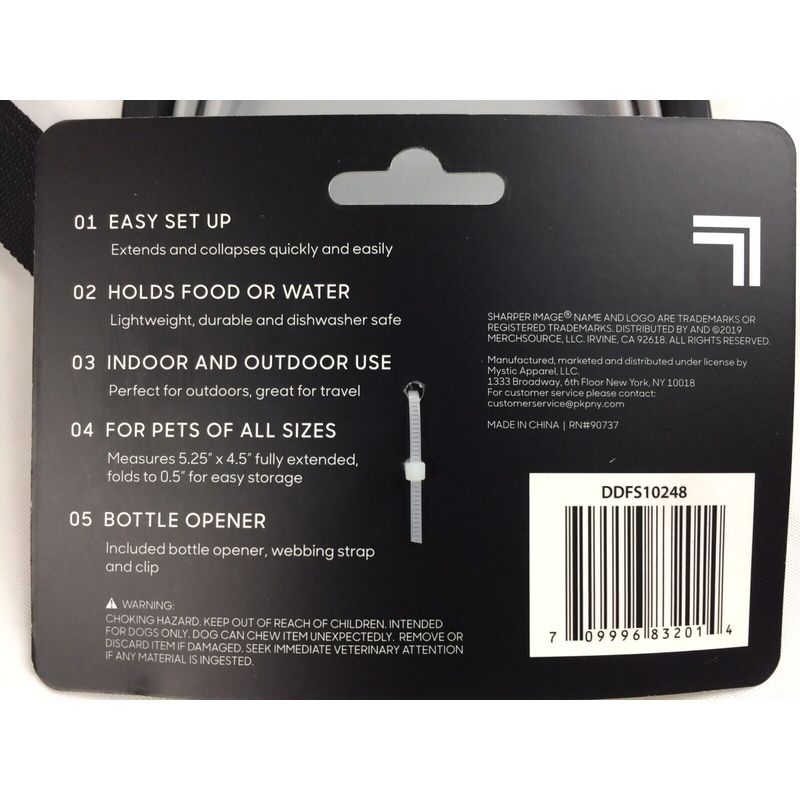 01 EASY SET UP
Extends and collapses quickly and easily
02 HOLDS FOOD OR WATER
Lightweight, durable and dishwasher safe
03 INDOOR AND OUTDOOR USE
Perfect for outdoors, great for travel
04 FOR PETS OF ALL SIZES
Measures 5.25" x 4.5" fully extended,
folds to 0.5" for easy storage
05 BOTTLE OPENER
Included bottle opener, webbing strap
and clip
⚠ WARNING:
CHOKING HAZARD. KEEP OUT OF REACH OF CHILDREN. INTENDED
FOR DOGS ONLY. DOG CAN CHEW ITEM UNEXPECTEDLY. REMOVE OR
DISCARD ITEM IF DAMAGED. SEEK IMMEDIATE VETERINARY ATTENTION
IF ANY MATERIAL IS INGESTED.
SHARPER IMAGE® NAME AND LOGO ARE TRADEMARKS OR
REGISTERED TRADEMARKS. DISTRIBUTED BY AND ©2019
MERCHSOURCE, LLC. IRVINE, CA 92618. ALL RIGHTS RESERVED.
Manufactured, marketed and distributed under license by
Mystic Apparel, LLC.
1333 Broadway, 6th Floor New York, NY 10018
For customer service please contact:
customerservice@pkpny.com
MADE IN CHINA | RN#90737
DDFS10248
7 09996 83201 4